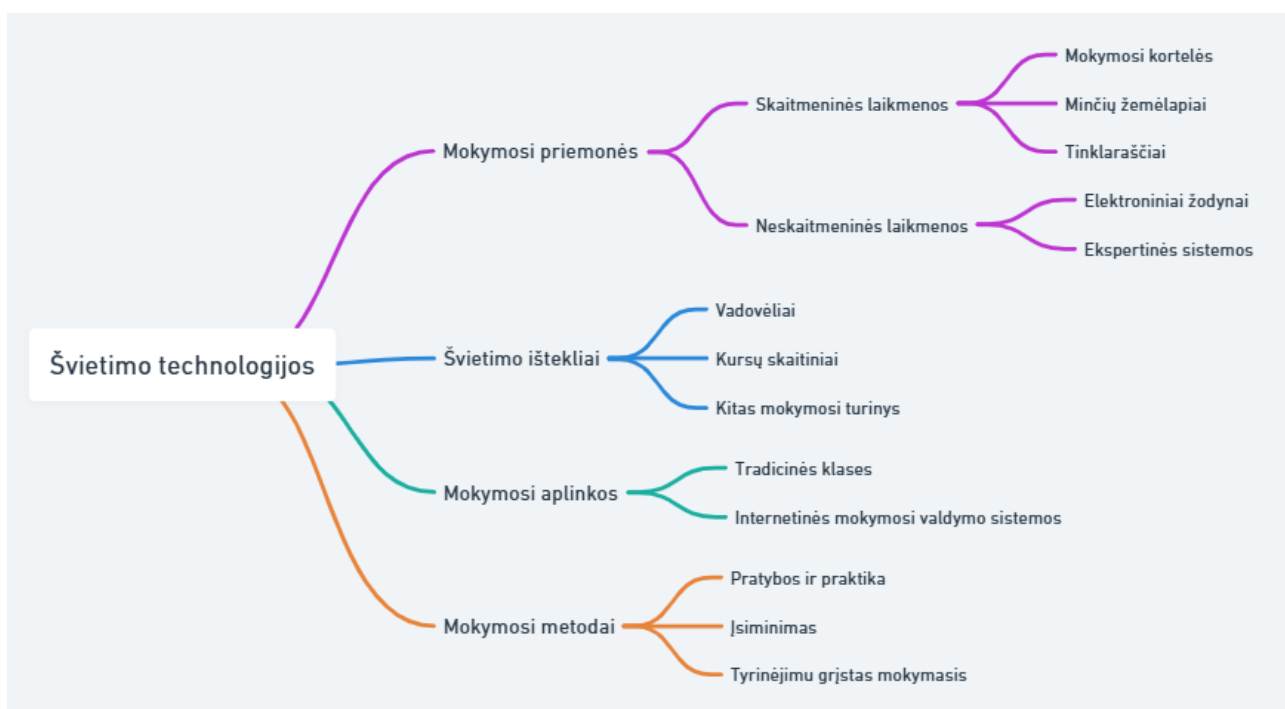 Švietimo technologijos
Mokymosi priemonės
Skaitmeninės laikmenos
Mokymosi kortelės
Minčių žemėlapiai
Tinklaraščiai
Neskaitmeninės laikmenos
Elektroniniai žodynai
Ekspertinės sistemos
Švietimo ištekliai
Vadovėliai
Kursų skaitiniai
Kitas mokymosi turinys
Mokymosi aplinkos
Tradicinės klases
Internetinės mokymosi valdymo sistemos
Mokymosi metodai
Pratybos ir praktika
Įsiminimas
Tyrinėjimu grįstas mokymasis